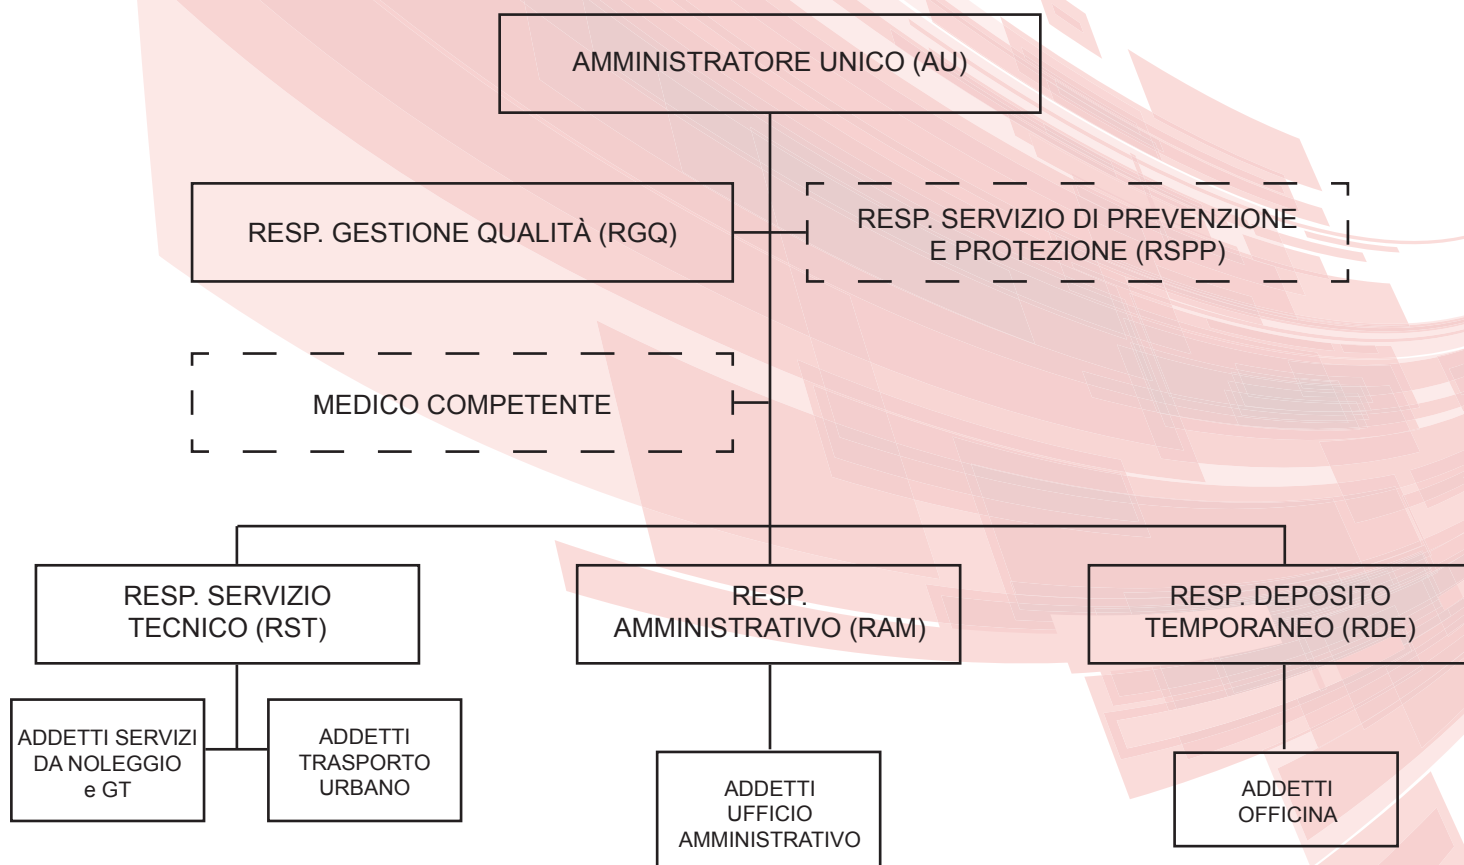 AMMINISTRATORE UNICO (AU)
RESP. GESTIONE QUALITÀ (RGQ)
RESP. SERVIZIO DI PREVENZIONE
E PROTEZIONE (RSPP)
MEDICO COMPETENTE
RESP. SERVIZIO
TECNICO (RST)
RESP.
AMMINISTRATIVO (RAM)
RESP. DEPOSITO
TEMPORANEO (RDE)
ADDETTI SERVIZI
DA NOLEGGIO
e GT
ADDETTI
TRASPORTO
URBANO
ADDETTI
UFFICIO
AMMINISTRATIVO
ADDETTI
OFFICINA